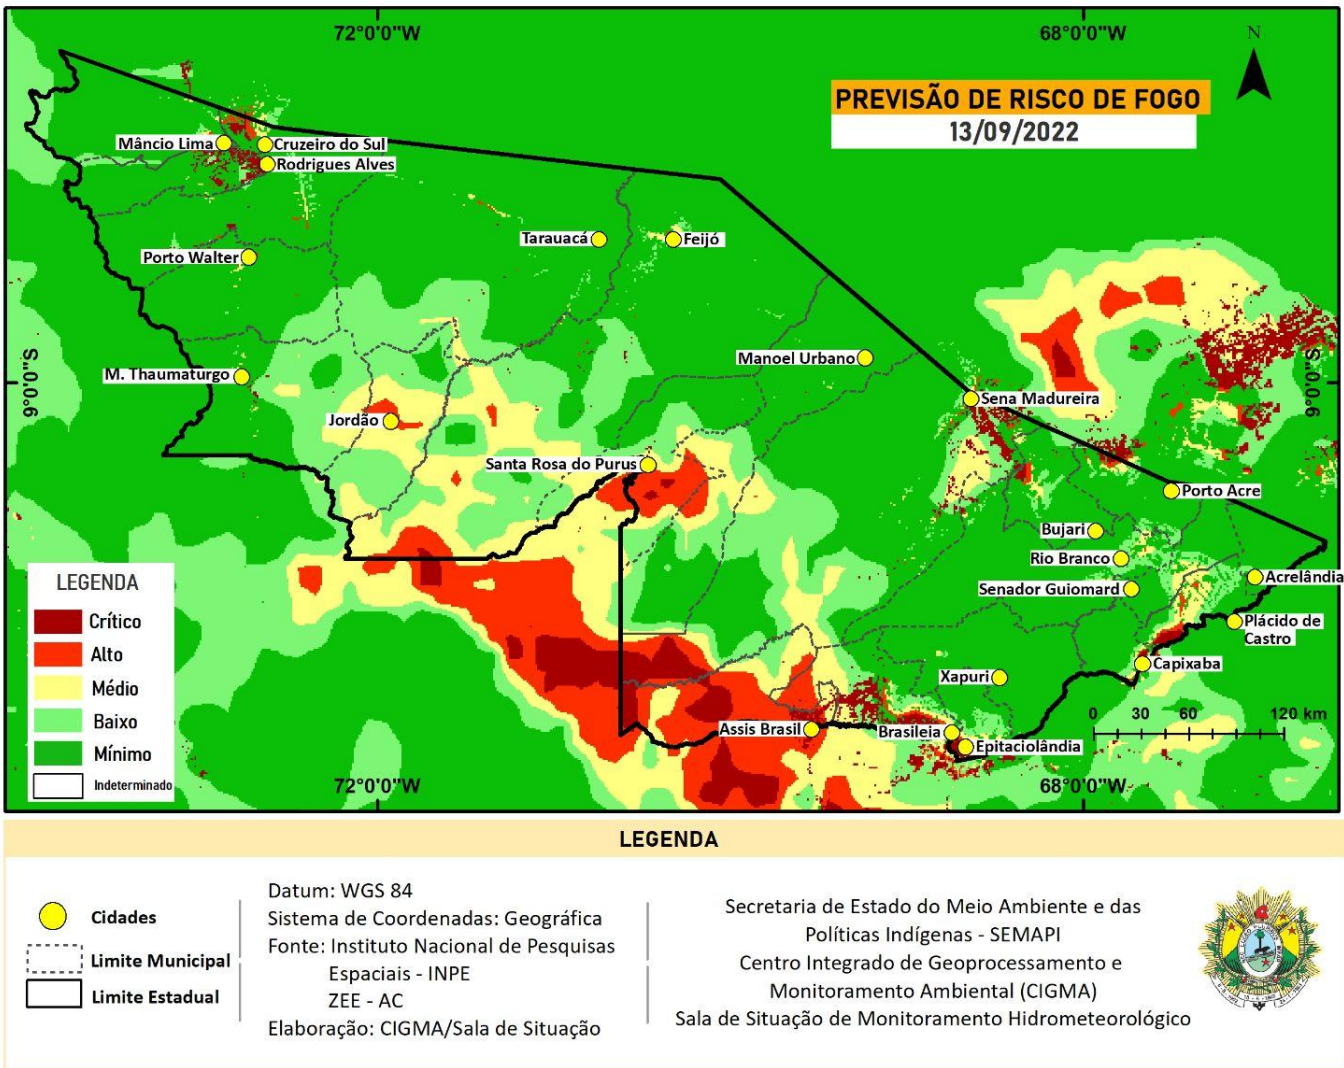 72°0'0"W
68°0'0"W
N
PREVISÃO DE RISCO DE FOGO
13/09/2022
Mâncio Lima
Cruzeiro do Sul
Rodrigues Alves
Tarauacá
Feijó
Porto Walter
9°0'0"S
M. Thaumaturgo
Manoel Urbano
9°0'0"S
Sena Madureira
Jordão
Santa Rosa do Purus
Porto Acre
Bujari
Rio Branco
Senador Guiomard
Acrelândia
Plácido de
Castro
Capixaba
Xapuri
Assis Brasil
Brasileia
Epitaciolândia
0 30 60 120 km
LEGENDA
Crítico
Alto
Médio
Baixo
Mínimo
Indeterminado
72°0'0"W
68°0'0"W
LEGENDA
Cidades
Limite Municipal
Limite Estadual
Datum: WGS 84
Sistema de Coordenadas: Geográfica
Fonte: Instituto Nacional de Pesquisas
Espaciais - INPE
ZEE - AC
Elaboração: CIGMA/Sala de Situação
Secretaria de Estado do Meio Ambiente e das
Políticas Indígenas - SEMAPI
Centro Integrado de Geoprocessamento e
Monitoramento Ambiental (CIGMA)
Sala de Situação de Monitoramento Hidrometeorológico